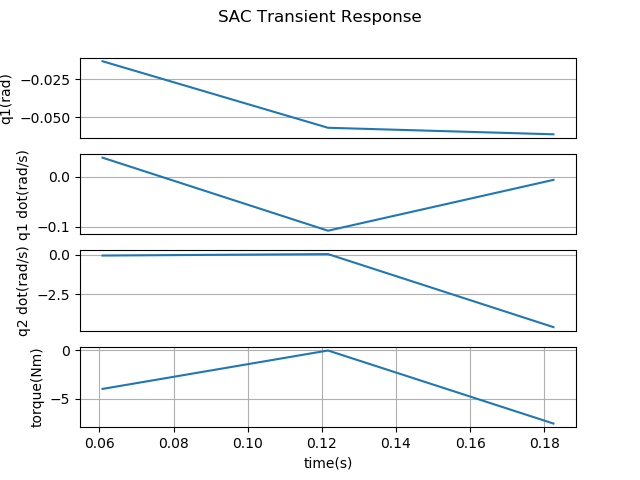 SAC Transient Response
q1(rad)
−0.025
−0.050
q1 dot(rad/s)
0.0
−0.1
q2 dot(rad/s)
0.0
−2.5
torque(Nm)
0
−5
0.06 0.08 0.10 0.12 0.14 0.16 0.18
time(s)